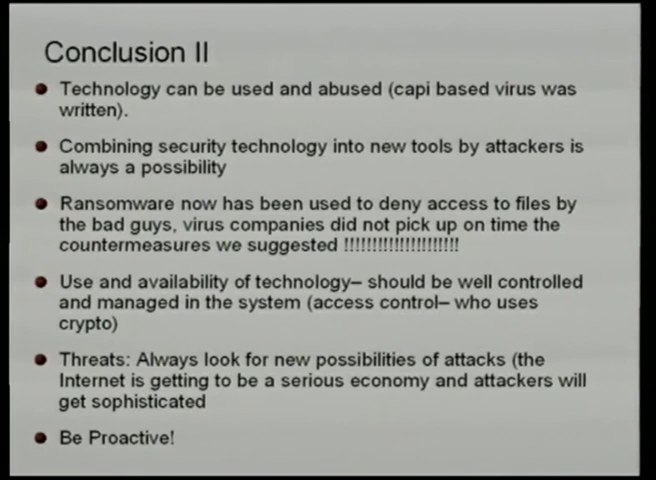 Conclusion II
Technology can be used and abused (capi based virus was
written).
Combining security technology into new tools by attackers is
always a possibility
Ransomware now has been used to deny access to files by
the bad guys, virus companies did not pick up on time the
countermeasures we suggested !!!!!!!!!!!!!!!!!!!!!
Use and availability of technology– should be well controlled
and managed in the system (access control– who uses
crypto)
Threats: Always look for new possibilities of attacks (the
Internet is getting to be a serious economy and attackers will
get sophisticated
Be Proactive!